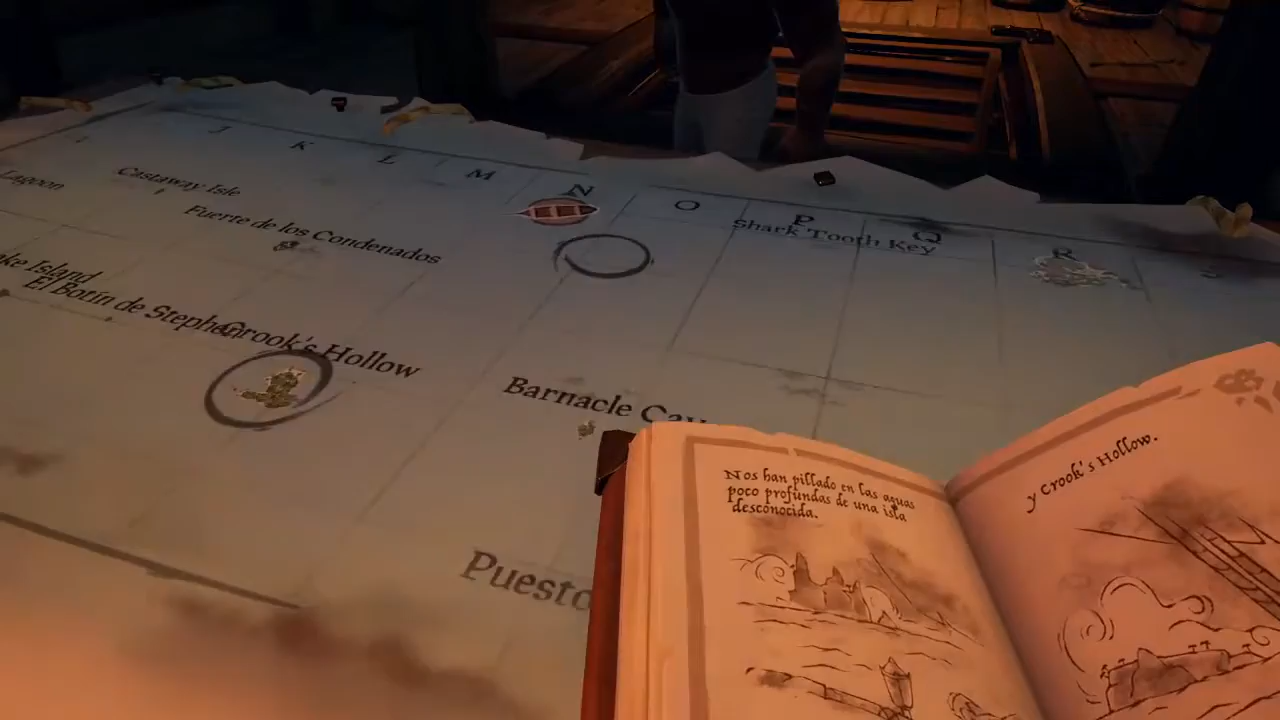 J K L M N O P Q R
Lagoon
Castaway Isle
Shark Tooth Key
Fuerte de los Condenados
Island
El Botín de Stephen
Crook's Hollow
Barnacle Cay
Puesto
Nos han pillado en las aguas
poco profundas de una isla
desconocida.
y Crook's Hollow.